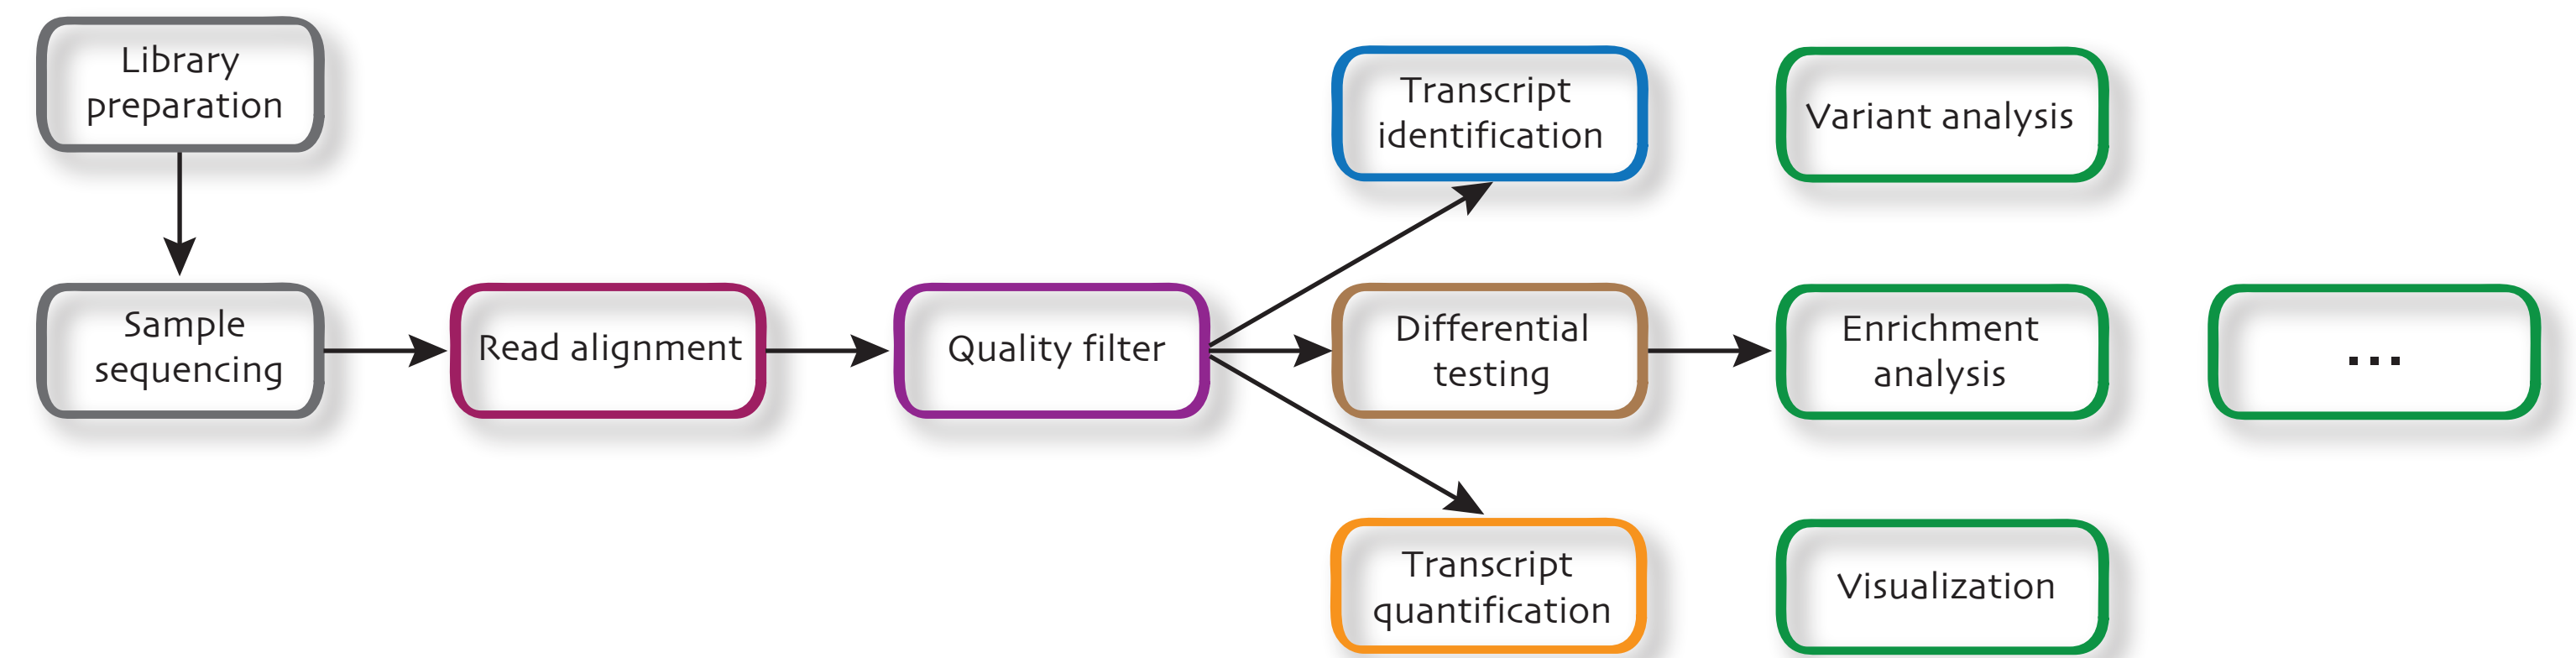 Library
preparation
Sample
sequencing
Read alignment
Quality filter
Transcript
identification
Differential
testing
Transcript
quantification
Variant analysis
Enrichment
analysis
Visualization
...